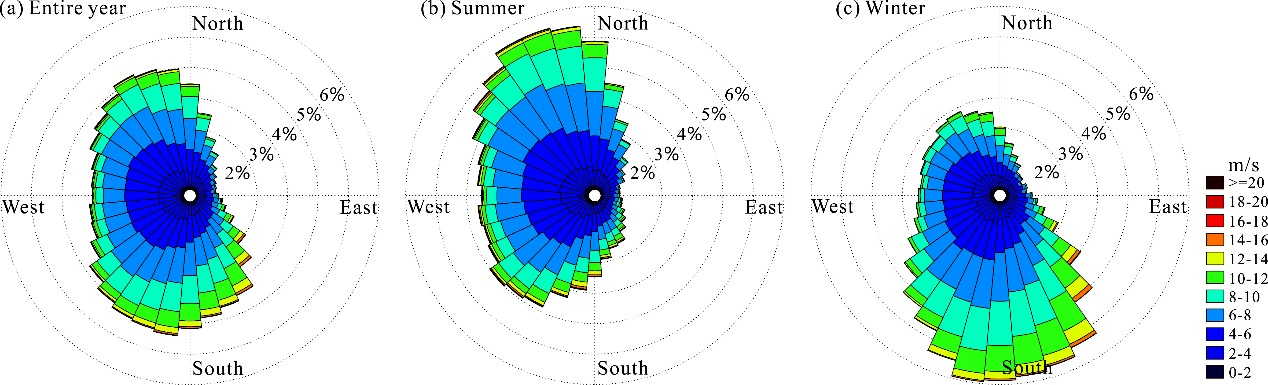 (a) Entire year
North
6%
5%
4%
3%
2%
West
East
South
(b) Summer
North
6%
5%
4%
3%
2%
West
East
South
(c) Winter
North
6%
5%
4%
3%
2%
West
East
South
m/s
>=20
18-20
16-18
14-16
12-14
10-12
8-10
6-8
4-6
2-4
0-2